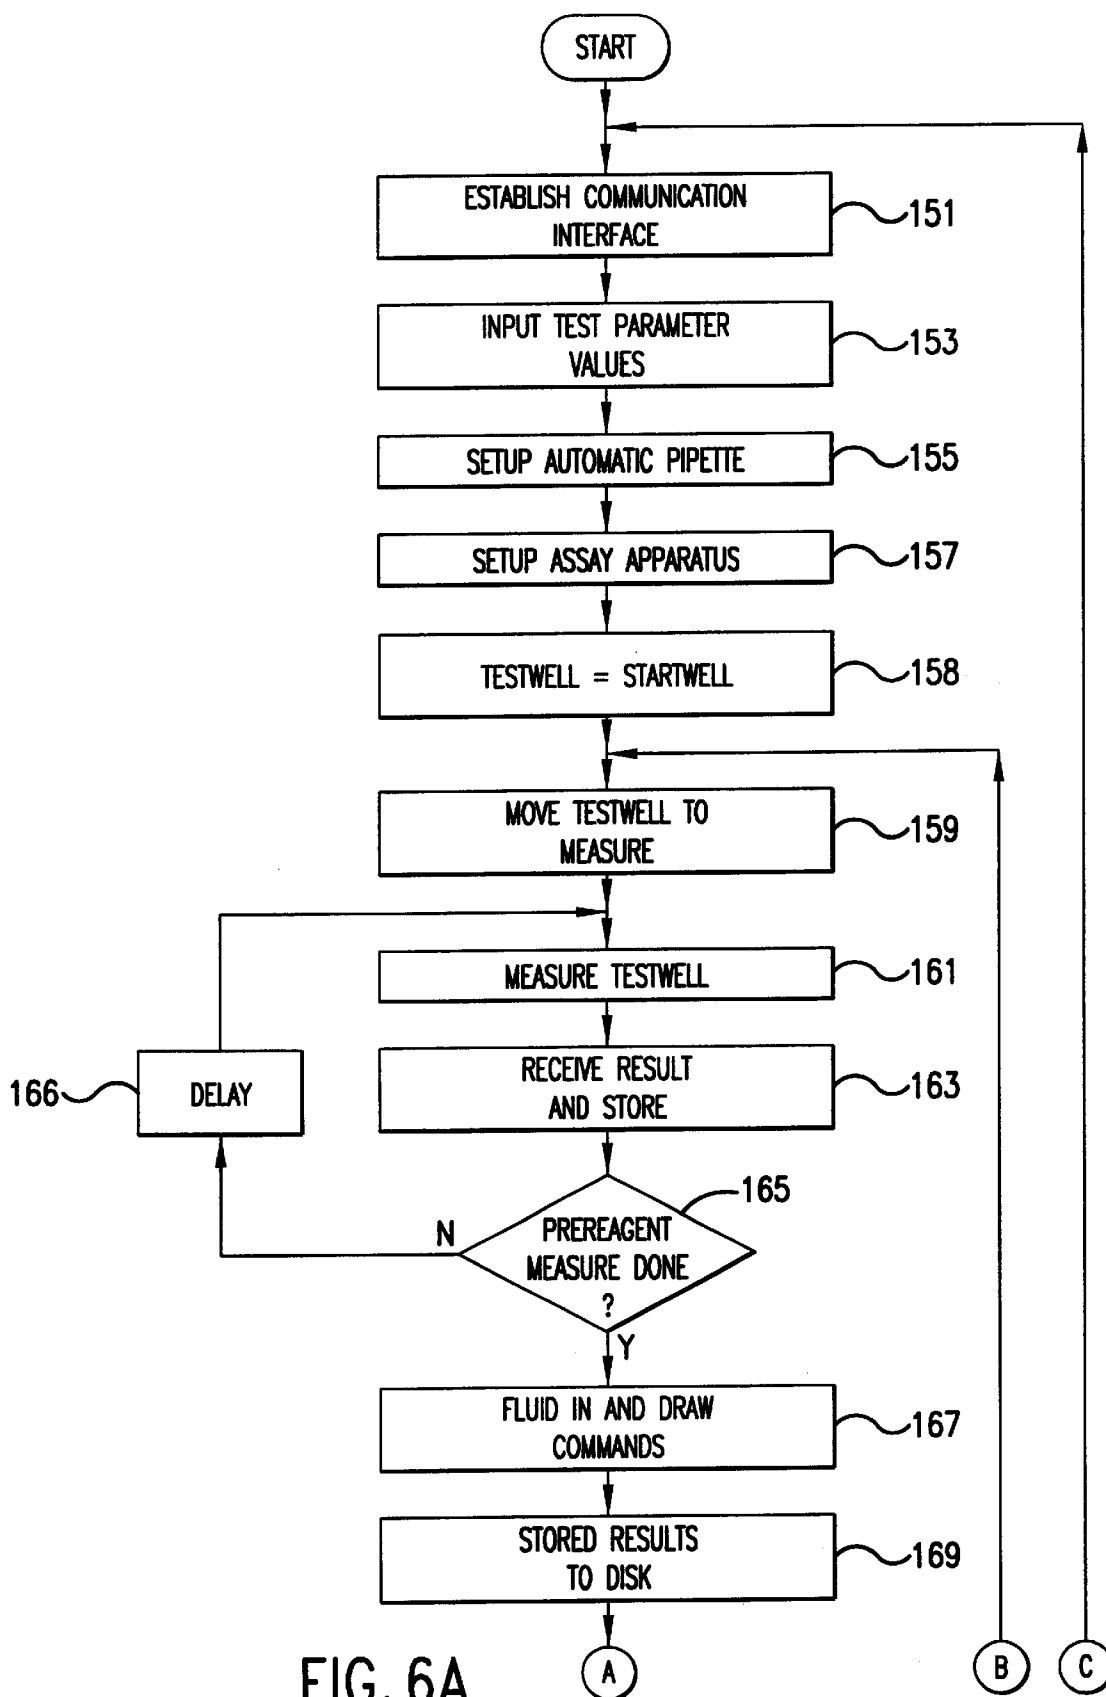 START
ESTABLISH COMMUNICATION
INTERFACE
151
INPUT TEST PARAMETER
VALUES
153
SETUP AUTOMATIC PIPETTE
155
SETUP ASSAY APPARATUS
157
TESTWELL = STARTWELL
158
MOVE TESTWELL TO
MEASURE
159
MEASURE TESTWELL
161
RECEIVE RESULT
AND STORE
163
166
DELAY
165
N
PREREAGENT
MEASURE DONE
?
Y
FLUID IN AND DRAW
COMMANDS
167
STORED RESULTS
TO DISK
169
A
B
C
FIG. 6A